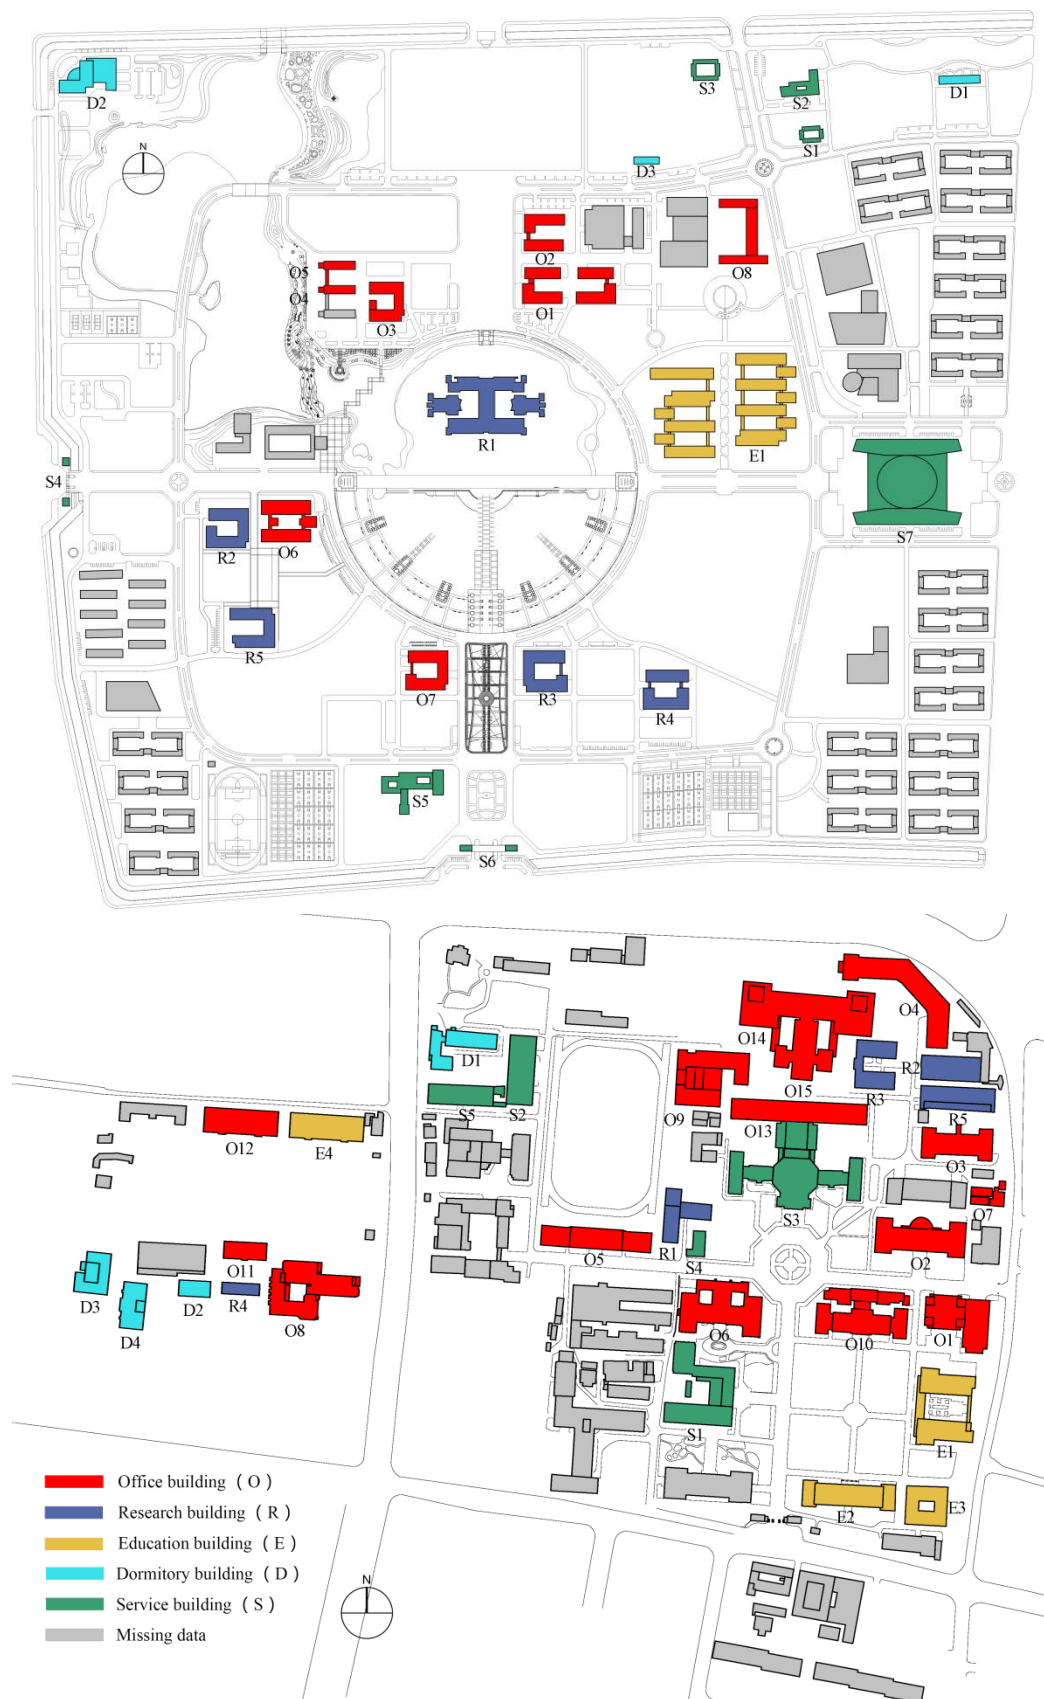 S3
S2
D1
D2
S1
N
D3
O2
O8
O5
O4
O1
O3
R1
E1
S4
R2
O6
S7
R5
O7
R3
R4
S5
S6
O4
O14
D1
R2
O15
R3
S5
S2
O9
O13
R5
O12
E4
O3
S3
O7
R1
O5
S4
O2
O11
D3
D2
R4
D4
O8
O6
O10
O1
S1
E1
Office building ( O )
E3
E2
Research building ( R )
Education building ( E )
Dormitory building ( D )
N
Service building ( S )
Missing data